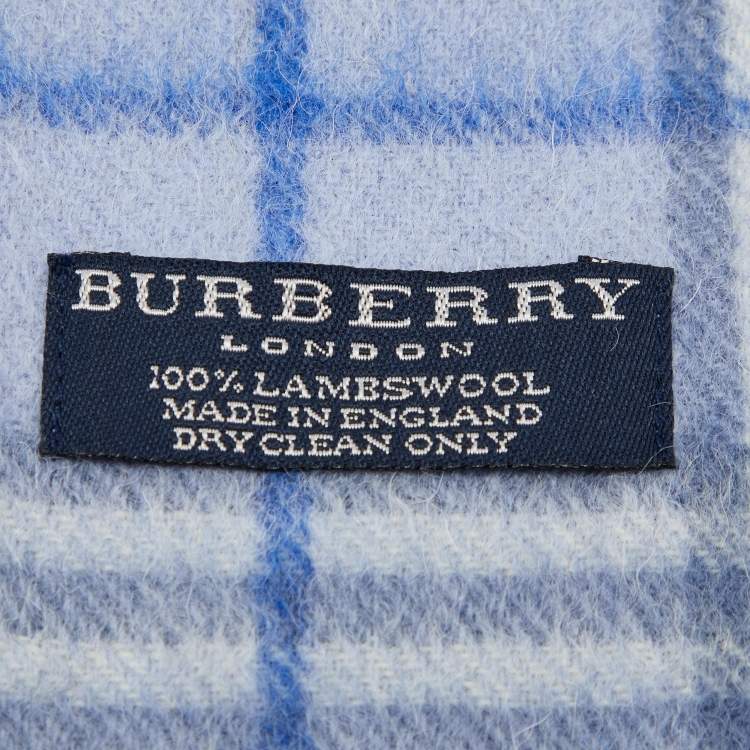 BURBERRY
LONDON
100% LAMBSWOOL
MADE IN ENGLAND
DRY CLEAN ONLY